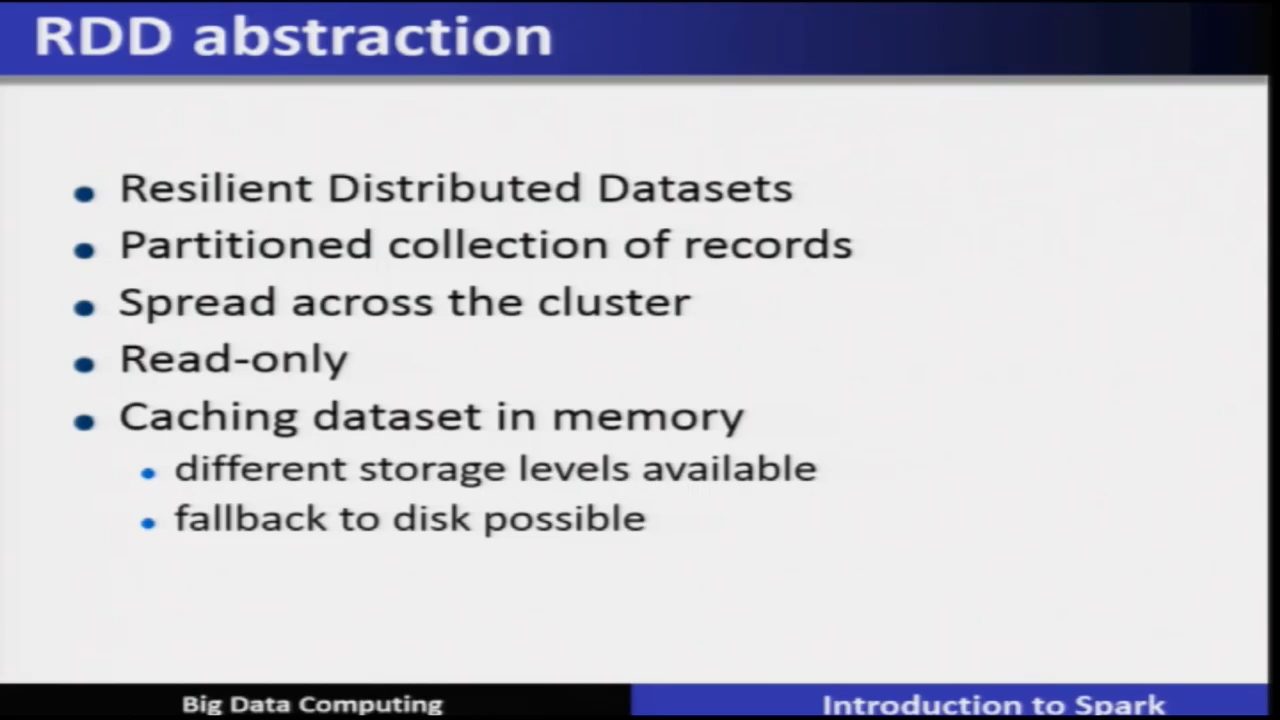 RDD abstraction
• Resilient Distributed Datasets
• Partitioned collection of records
• Spread across the cluster
• Read-only
• Caching dataset in memory
• different storage levels available
• fallback to disk possible
Big Data Computing
Introduction to Spark